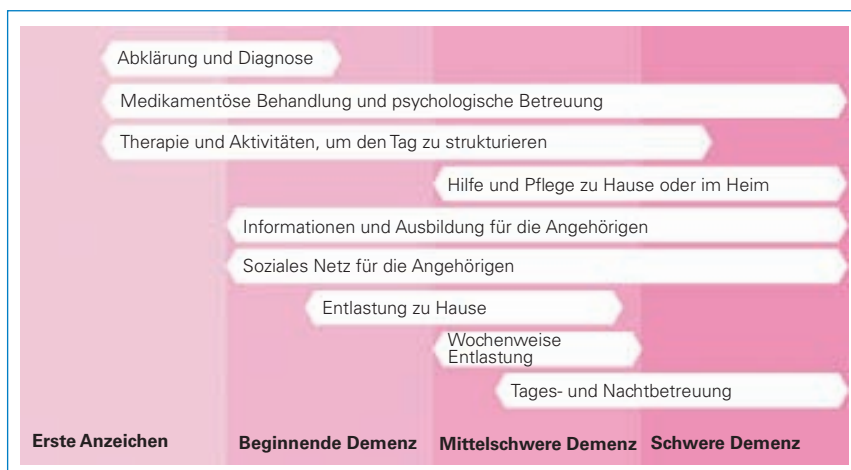 Abklärung und Diagnose
Medikamentöse Behandlung und psychologische Betreuung
Therapie und Aktivitäten, um den Tag zu strukturieren
Hilfe und Pflege zu Hause oder im Heim
Informationen und Ausbildung für die Angehörigen
Soziales Netz für die Angehörigen
Entlastung zu Hause
Wochenweise
Entlastung
Tages- und Nachtbetreuung
Erste Anzeichen Beginnende Demenz Mittelschwere Demenz Schwere Demenz